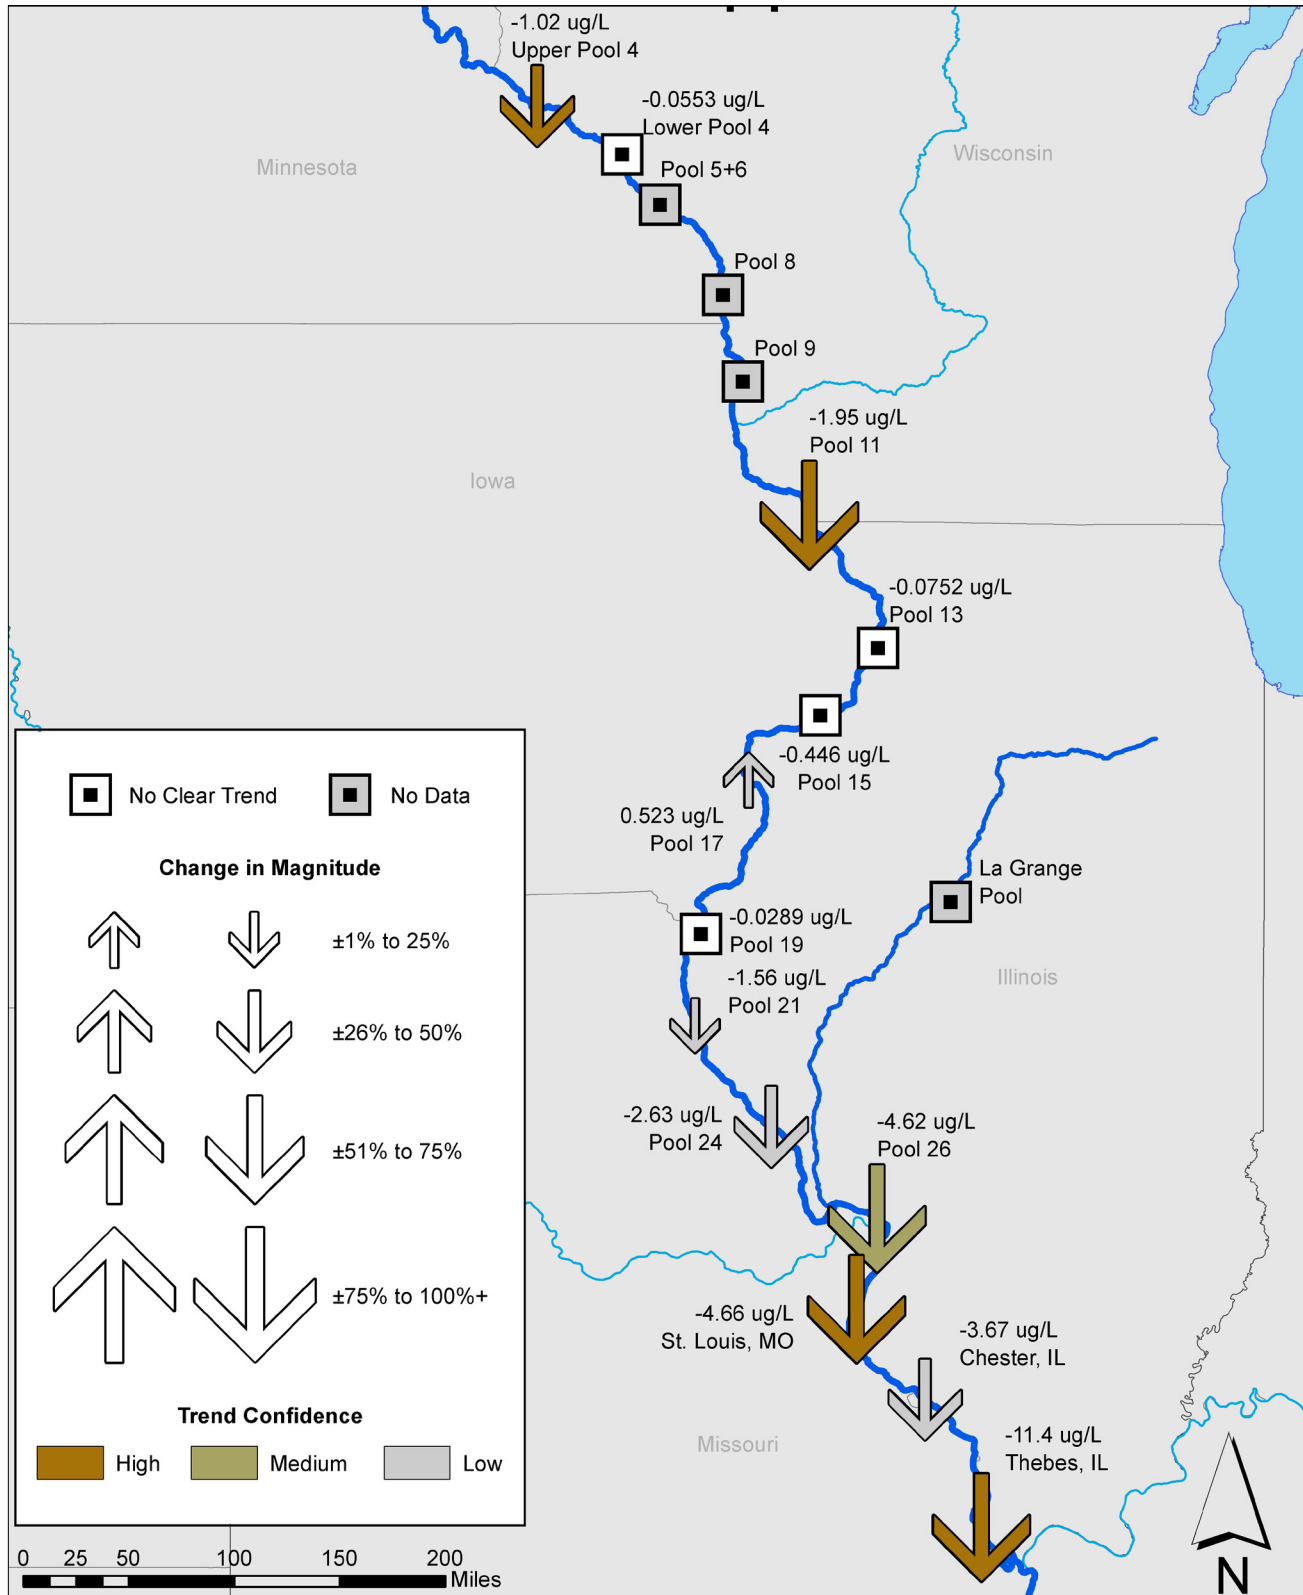 -1.02 ug/L
Upper Pool 4
-0.0553 ug/L
Lower Pool 4
Minnesota
Wisconsin
Pool 5+6
Pool 8
Pool 9
-1.95 ug/L
Pool 11
Iowa
-0.0752 ug/L
Pool 13
-0.446 ug/L
Pool 15
0.523 ug/L
Pool 17
La Grange
Pool
-0.0289 ug/L
Pool 19
-1.56 ug/L
Pool 21
Illinois
-2.63 ug/L
Pool 24
-4.62 ug/L
Pool 26
-4.66 ug/L
St. Louis, MO
-3.67 ug/L
Chester, IL
Missouri
-11.4 ug/L
Thebes, IL
No Clear Trend
No Data
Change in Magnitude
±1% to 25%
±26% to 50%
±51% to 75%
±75% to 100%+
Trend Confidence
High
Medium
Low
0 25 50 100 150 200
Miles
N